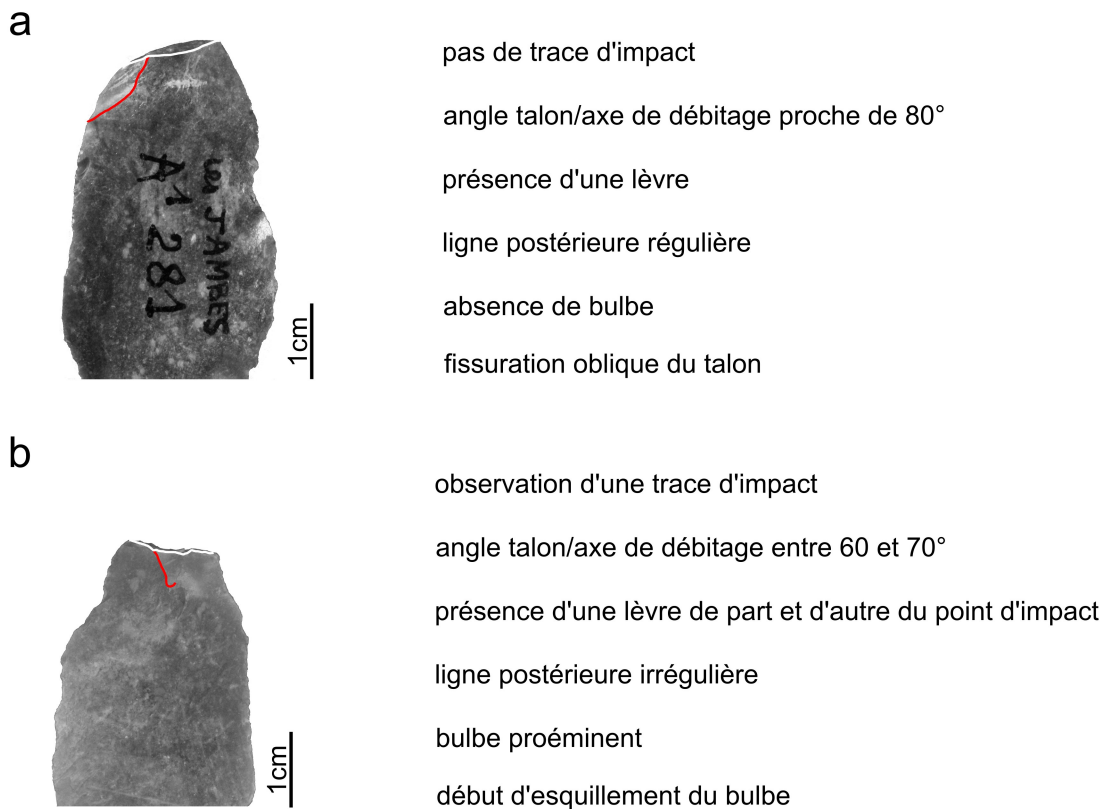 a
pas de trace d'impact
angle talon/axe de débitage proche de 80°
présence d'une lèvre
ligne postérieure régulière
absence de bulbe
fissuration oblique du talon
Les JAMBES
A1 281
1cm
b
observation d'une trace d'impact
angle talon/axe de débitage entre 60 et 70°
présence d'une lèvre de part et d'autre du point d'impact
ligne postérieure irrégulière
bulbe proéminent
début d'esquillement du bulbe
1cm